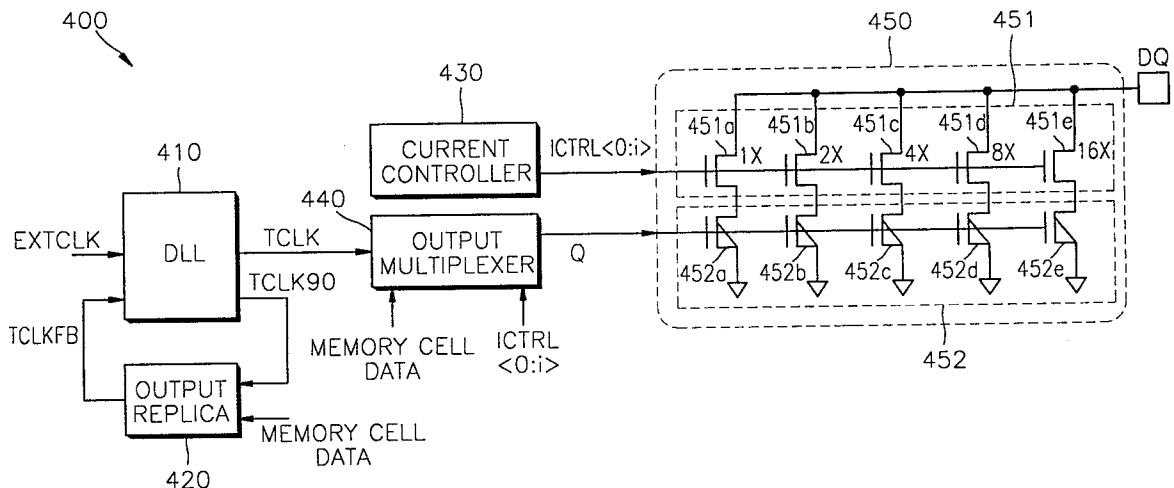 400
450
451
DQ
430
451a
451b
451c
451d
451e
CURRENT
CONTROLLER
ICTRL<0:i>
1X
2X
4X
8X
16X
410
440
EXTCLK
DLL
TCLK
OUTPUT
MULTIPLEXER
Q
452a
452b
452c
452d
452e
TCLK90
TCLKFB
MEMORY CELL
DATA
ICTRL
<0:i>
452
OUTPUT
REPLICA
MEMORY CELL
DATA
420